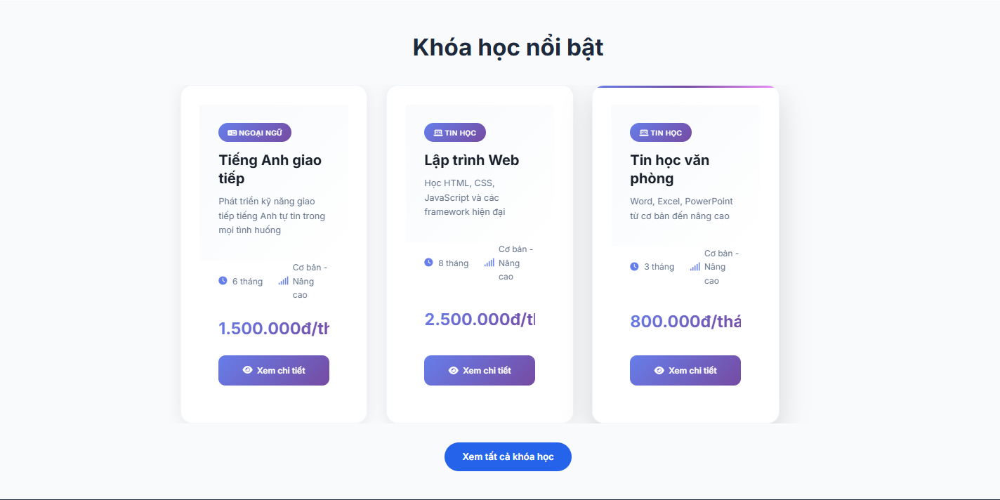 Khóa học nổi bật
NGOẠI NGỮ
Tiếng Anh giao
tiếp
Phát triển kỹ năng giao
tiếp tiếng Anh tự tin trong
mọi tình huống
6 tháng
Cơ bản -
Nâng
cao
1.500.000đ/th
Xem chi tiết
TIN HỌC
Lập trình Web
Học HTML, CSS,
JavaScript và các
framework hiện đại
8 tháng
Cơ bản -
Nâng
cao
2.500.000đ/t
Xem chi tiết
TIN HỌC
Tin học văn
phòng
Word, Excel, PowerPoint
từ cơ bản đến nâng cao
3 tháng
Cơ bản -
Nâng
cao
800.000đ/thá
Xem chi tiết
Xem tất cả khóa học